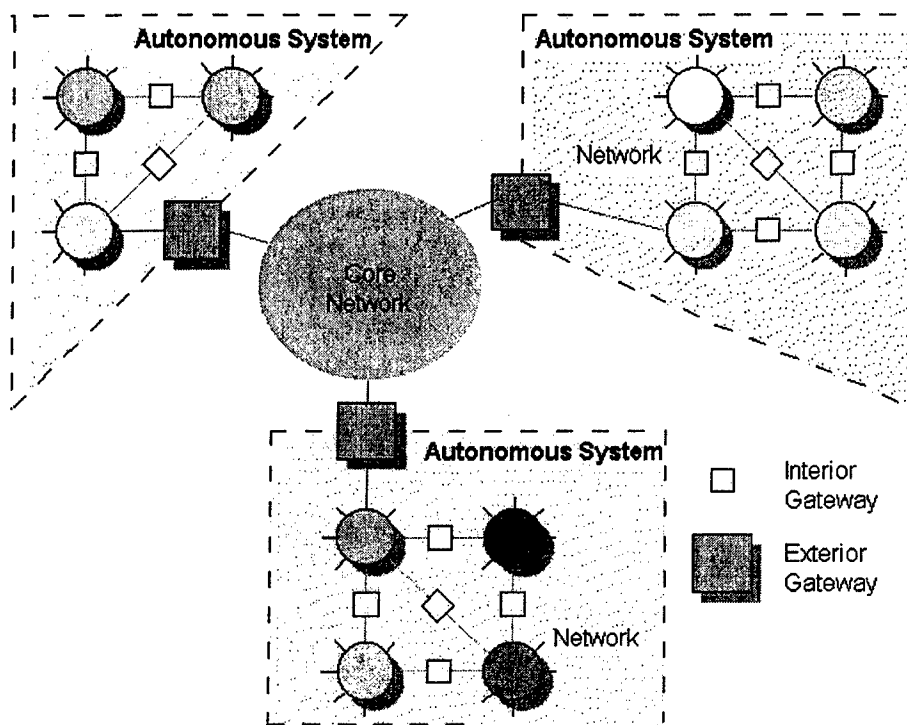 Autonomous System
Autonomous System
Network
Core
Network
Autonomous System
Interior
Gateway
Exterior
Gateway
Network